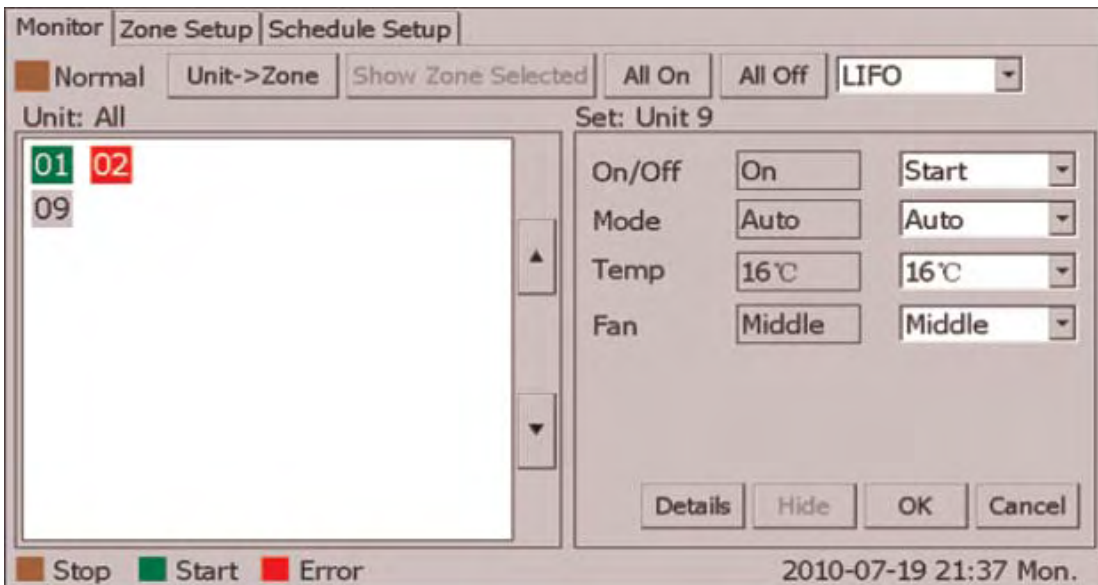 Monitor Zone Setup Schedule Setup
Normal Unit->Zone Show Zone Selected All On All Off LIFO
Unit: All
Set: Unit 9
01 02
09
On/Off On Start
Mode Auto Auto
Temp 16℃ 16℃
Fan Middle Middle
Details Hide OK Cancel
Stop Start Error
2010-07-19 21:37 Mon.